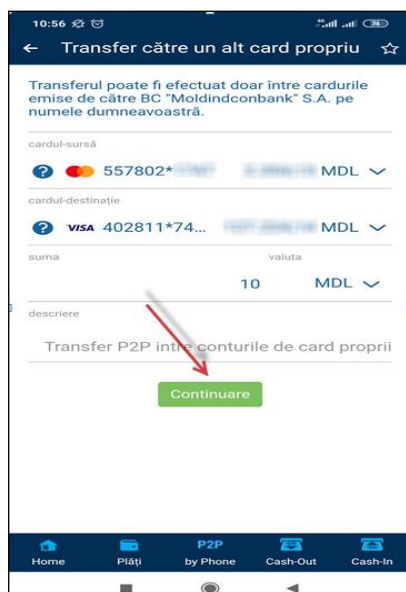 10:56
Transfer către un alt card propriu
Transferul poate fi efectuat doar între cardurile
emise de către BC "Moldindconbank" S.A. pe
numele dumneavoastră.
cardul-sursă
? 557802* MDL
cardul-destinație
? VISA 402811*74... MDL
suma valuta
10 MDL
descriere
Transfer P2P intre conturile de card proprii
Continuare
P2P
Home Plăți by Phone Cash-Out Cash-In